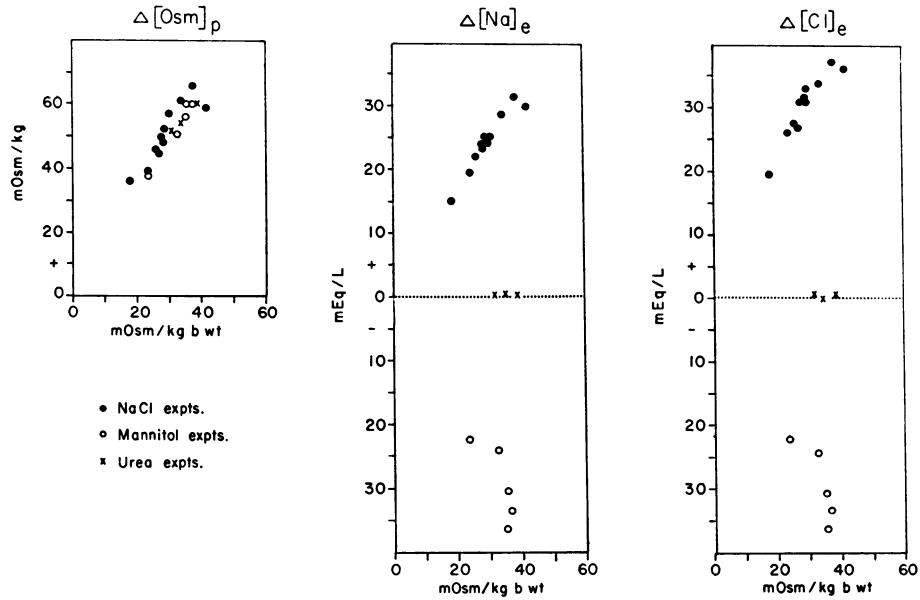 Δ[Osm]p
mOsm/kg
60
40
20
+
0
0 20 40 60
mOsm/kg b wt
• NaCl expts.
o Mannitol expts.
x Urea expts.
Δ[Na]e
mEq/L
30
20
10
+
0
-
10
20
30
0 20 40 60
mOsm/kg b wt
Δ[Cl]e
mEq/L
30
20
10
+
0
-
10
20
30
0 20 40 60
mOsm/kg b wt